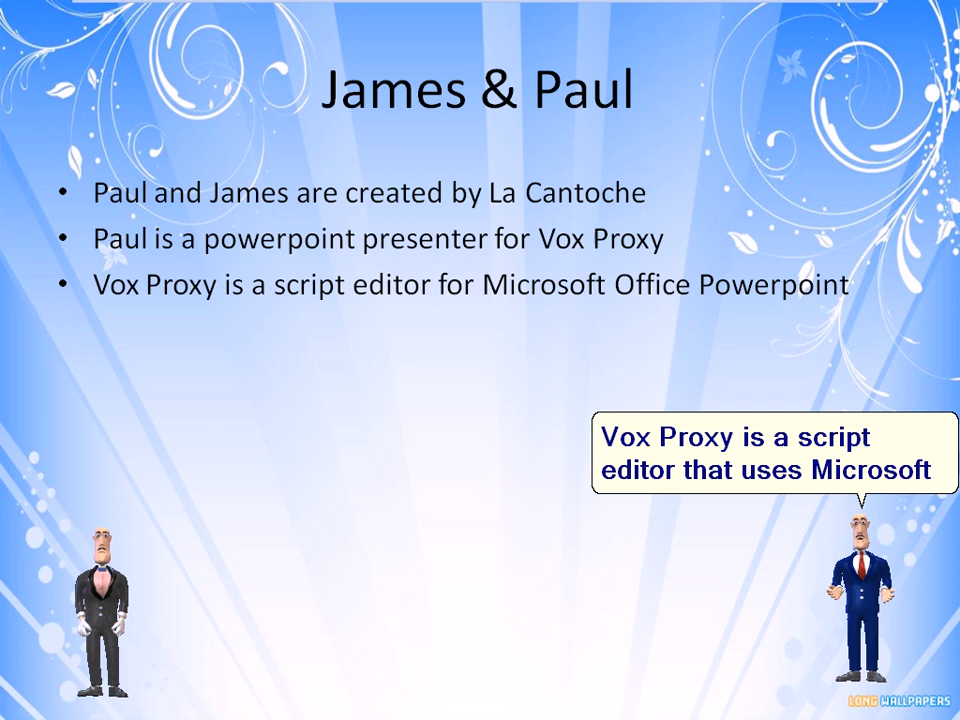 James & Paul
• Paul and James are created by La Cantoche
• Paul is a powerpoint presenter for Vox Proxy
• Vox Proxy is a script editor for Microsoft Office Powerpoint
Vox Proxy is a script
editor that uses Microsoft
LONG WALLPAPERS